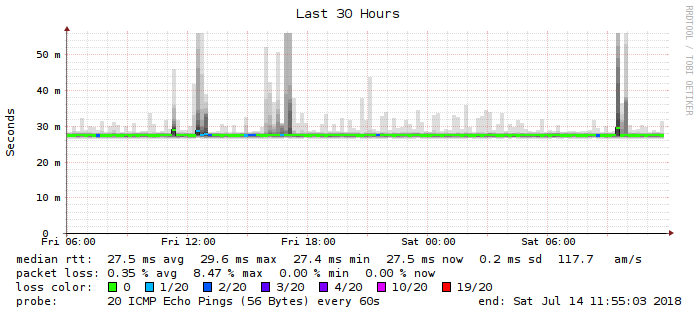 Last 30 Hours
RRDTOOL / TOBI OETIKER
Seconds
50 m
40 m
30 m
20 m
10 m
0
Fri 06:00 Fri 12:00 Fri 18:00 Sat 00:00 Sat 06:00
median rtt: 27.5 ms avg 29.6 ms max 27.4 ms min 27.5 ms now 0.2 ms sd 117.7 am/s
packet loss: 0.35 % avg 8.47 % max 0.00 % min 0.00 % now
loss color: 0 1/20 2/20 3/20 4/20 10/20 19/20
probe: 20 ICMP Echo Pings (56 Bytes) every 60s end: Sat Jul 14 11:55:03 2018